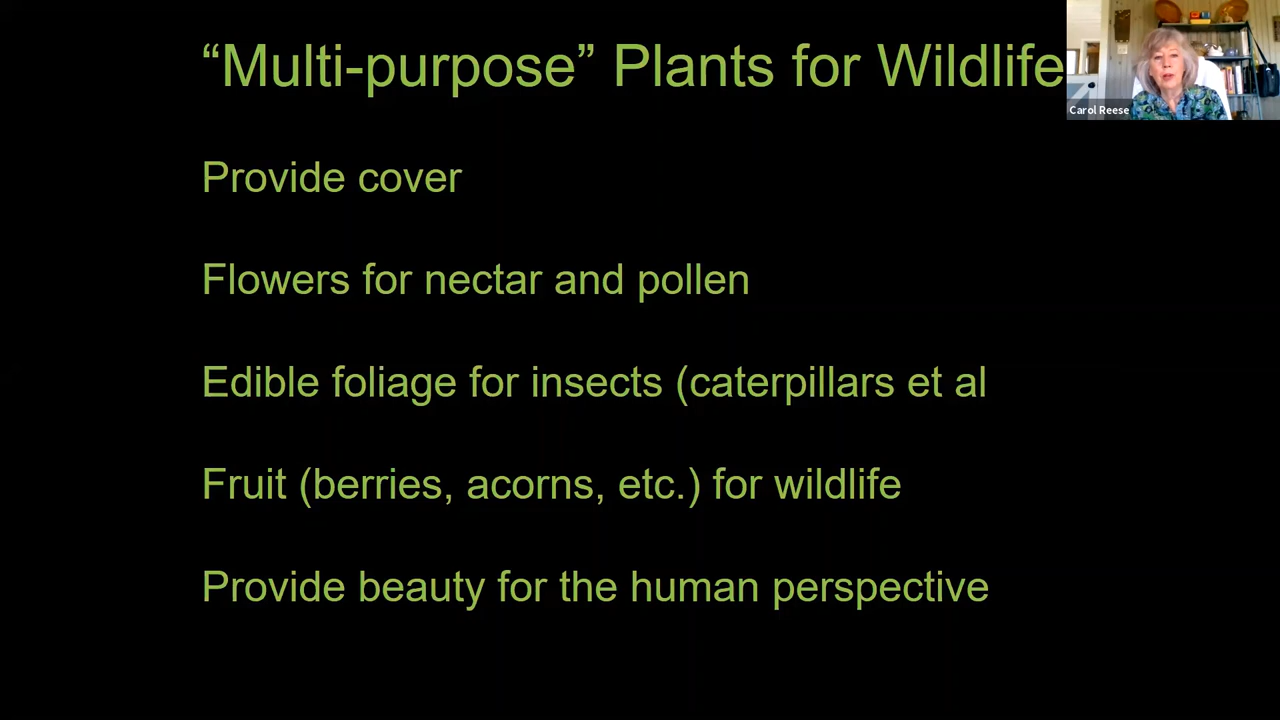 “Multi-purpose” Plants for Wildlife
Carol Reese
Provide cover
Flowers for nectar and pollen
Edible foliage for insects (caterpillars et al
Fruit (berries, acorns, etc.) for wildlife
Provide beauty for the human perspective